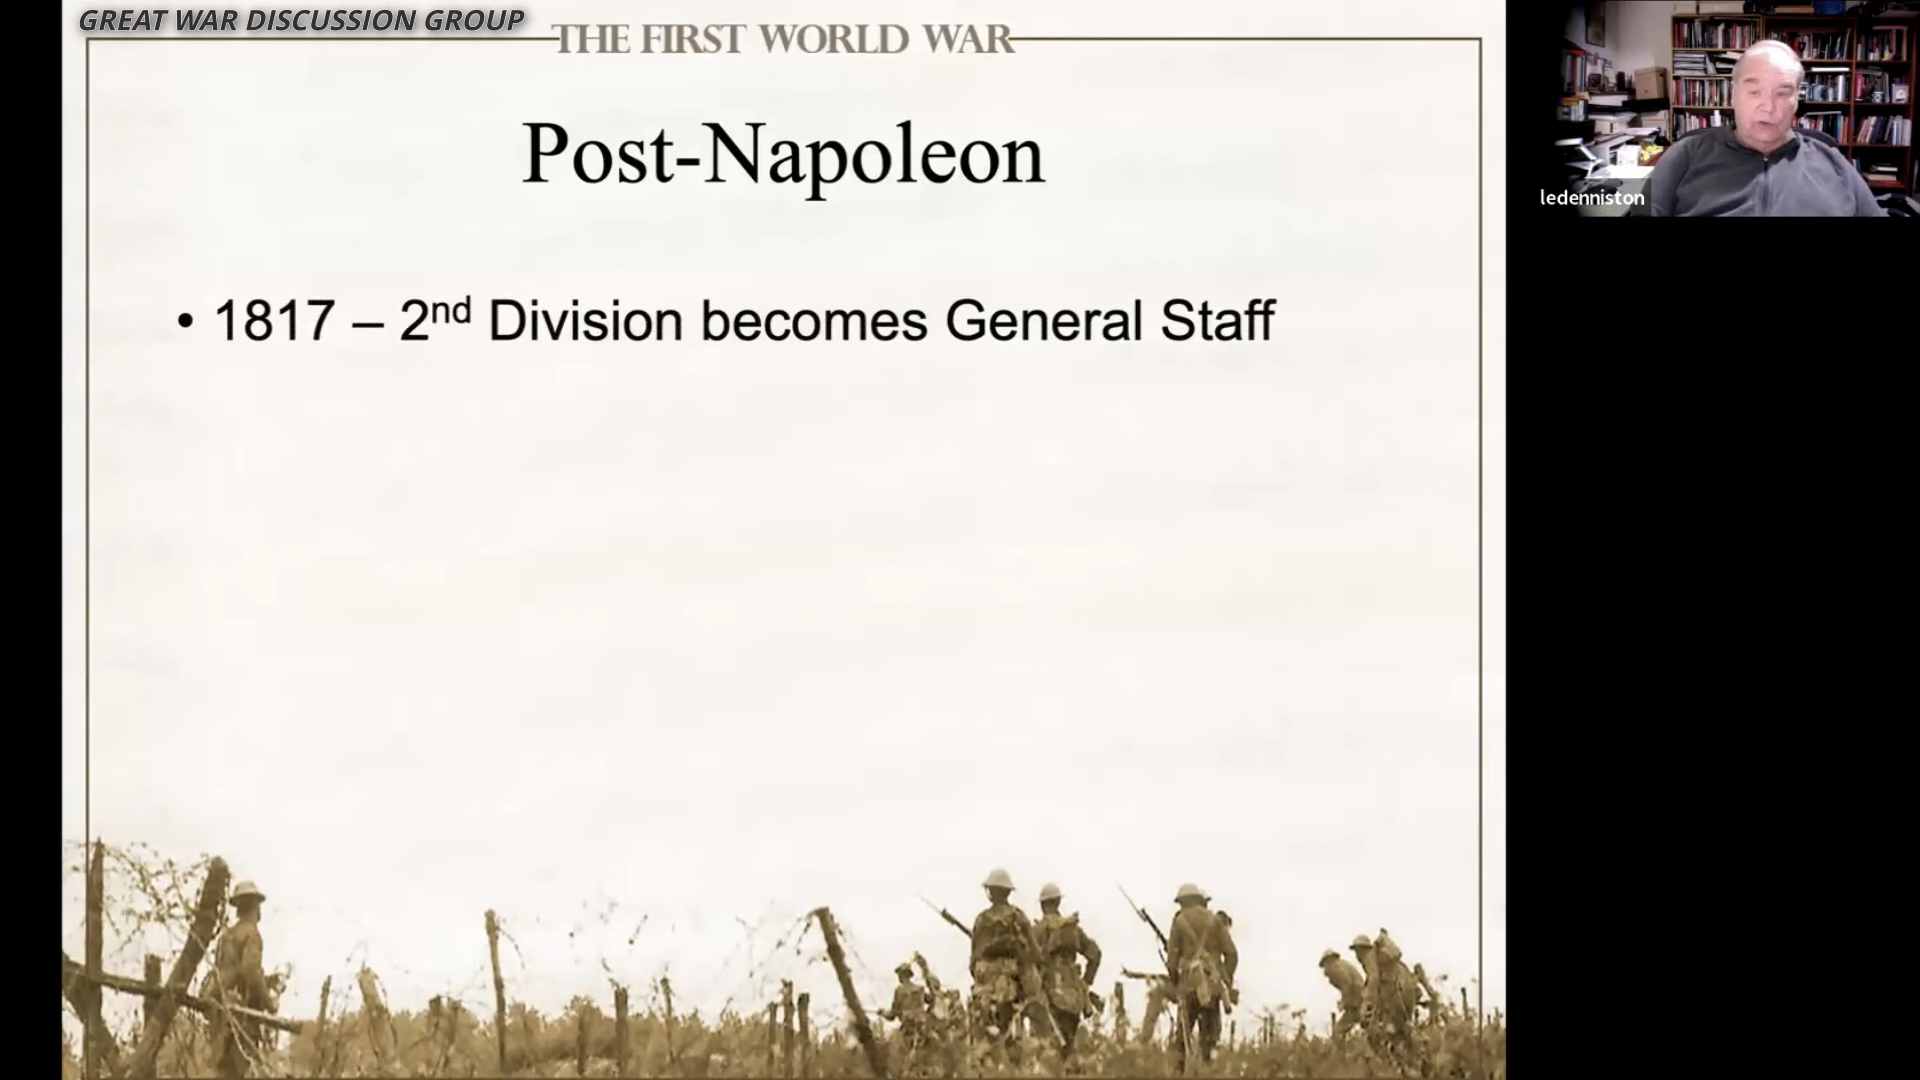 GREAT WAR DISCUSSION GROUP
THE FIRST WORLD WAR
Post-Napoleon
• 1817 – 2nd Division becomes General Staff
ledenniston